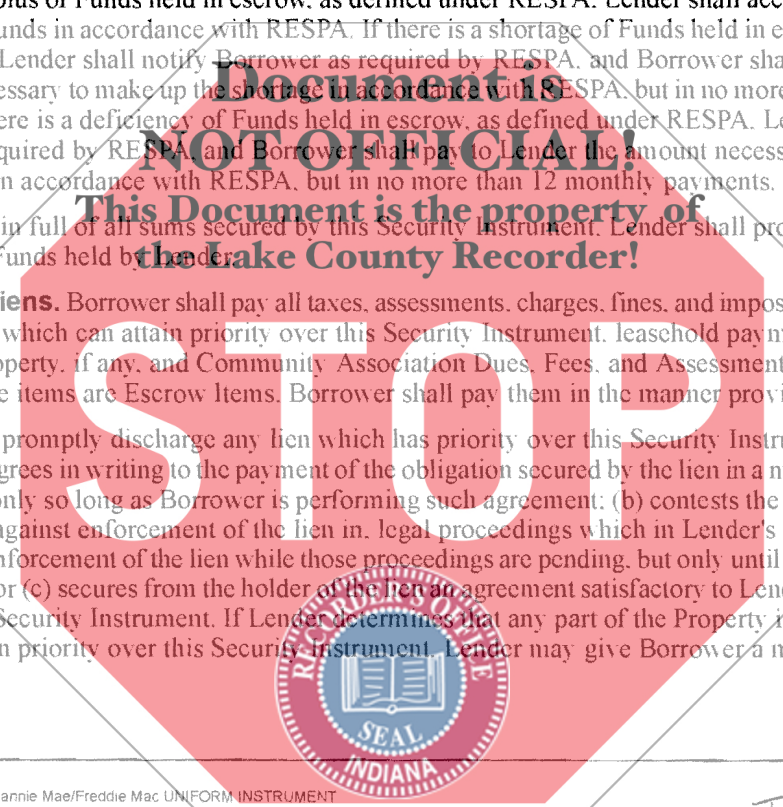 plus of Funds held in escrow, as defined under RESPA. Lender shall acc
unds in accordance with RESPA. If there is a shortage of Funds held in e
Lender shall notify Borrower as required by RESPA, and Borrower sha
essary to make up the shortage in accordance with RESPA, but in no more
ere is a deficiency of Funds held in escrow, as defined under RESPA. Le
quired by RESPA, and Borrower shall pay to Lender the amount necess
n accordance with RESPA, but in no more than 12 monthly payments.
in full of all sums secured by this Security Instrument. Lender shall pro
Funds held by Lender.
Document is
NOT OFFICIAL!
This Document is the property of
the Lake County Recorder!
iens. Borrower shall pay all taxes, assessments, charges, fines, and impos
which can attain priority over this Security Instrument, leasehold paym
operty, if any, and Community Association Dues, Fees, and Assessment
e items are Escrow Items, Borrower shall pay them in the manner provi
STOP
promptly discharge any lien which has priority over this Security Instru
grees in writing to the payment of the obligation secured by the lien in a n
only so long as Borrower is performing such agreement; (b) contests the
against enforcement of the lien in, legal proceedings which in Lender's
nforcement of the lien while those proceedings are pending, but only until
or (c) secures from the holder of the lien an agreement satisfactory to Lend
Security Instrument. If Lender determines that any part of the Property i
n priority over this Security Instrument, Lender may give Borrower a n
RECORDER'S OFFICE
SEAL
INDIANA
annie Mae/Freddie Mac UNIFORM INSTRUMENT